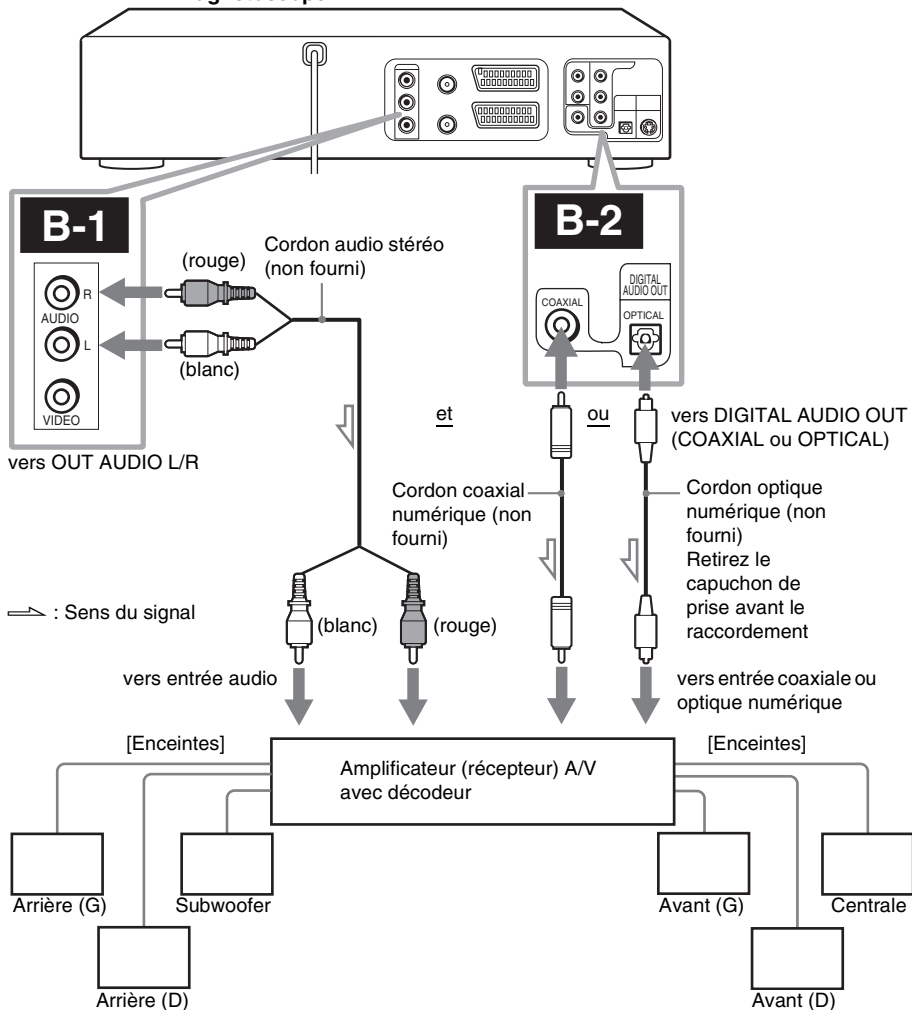 B-1
B-2
Cordon audio stéréo
(non fourni)
(rouge)
R
AUDIO
L
(blanc)
VIDEO
vers OUT AUDIO L/R
DIGITAL
AUDIO OUT
COAXIAL
OPTICAL
et
ou
vers DIGITAL AUDIO OUT
(COAXIAL ou OPTICAL)
Cordon coaxial
numérique (non
fourni)
Cordon optique
numérique (non
fourni)
Retirez le
capuchon de
prise avant le
raccordement
: Sens du signal
(blanc)
(rouge)
vers entrée audio
vers entrée coaxiale ou
optique numérique
[Enceintes]
[Enceintes]
Amplificateur (récepteur) A/V
avec décodeur
Arrière (G)
Subwoofer
Avant (G)
Centrale
Arrière (D)
Avant (D)